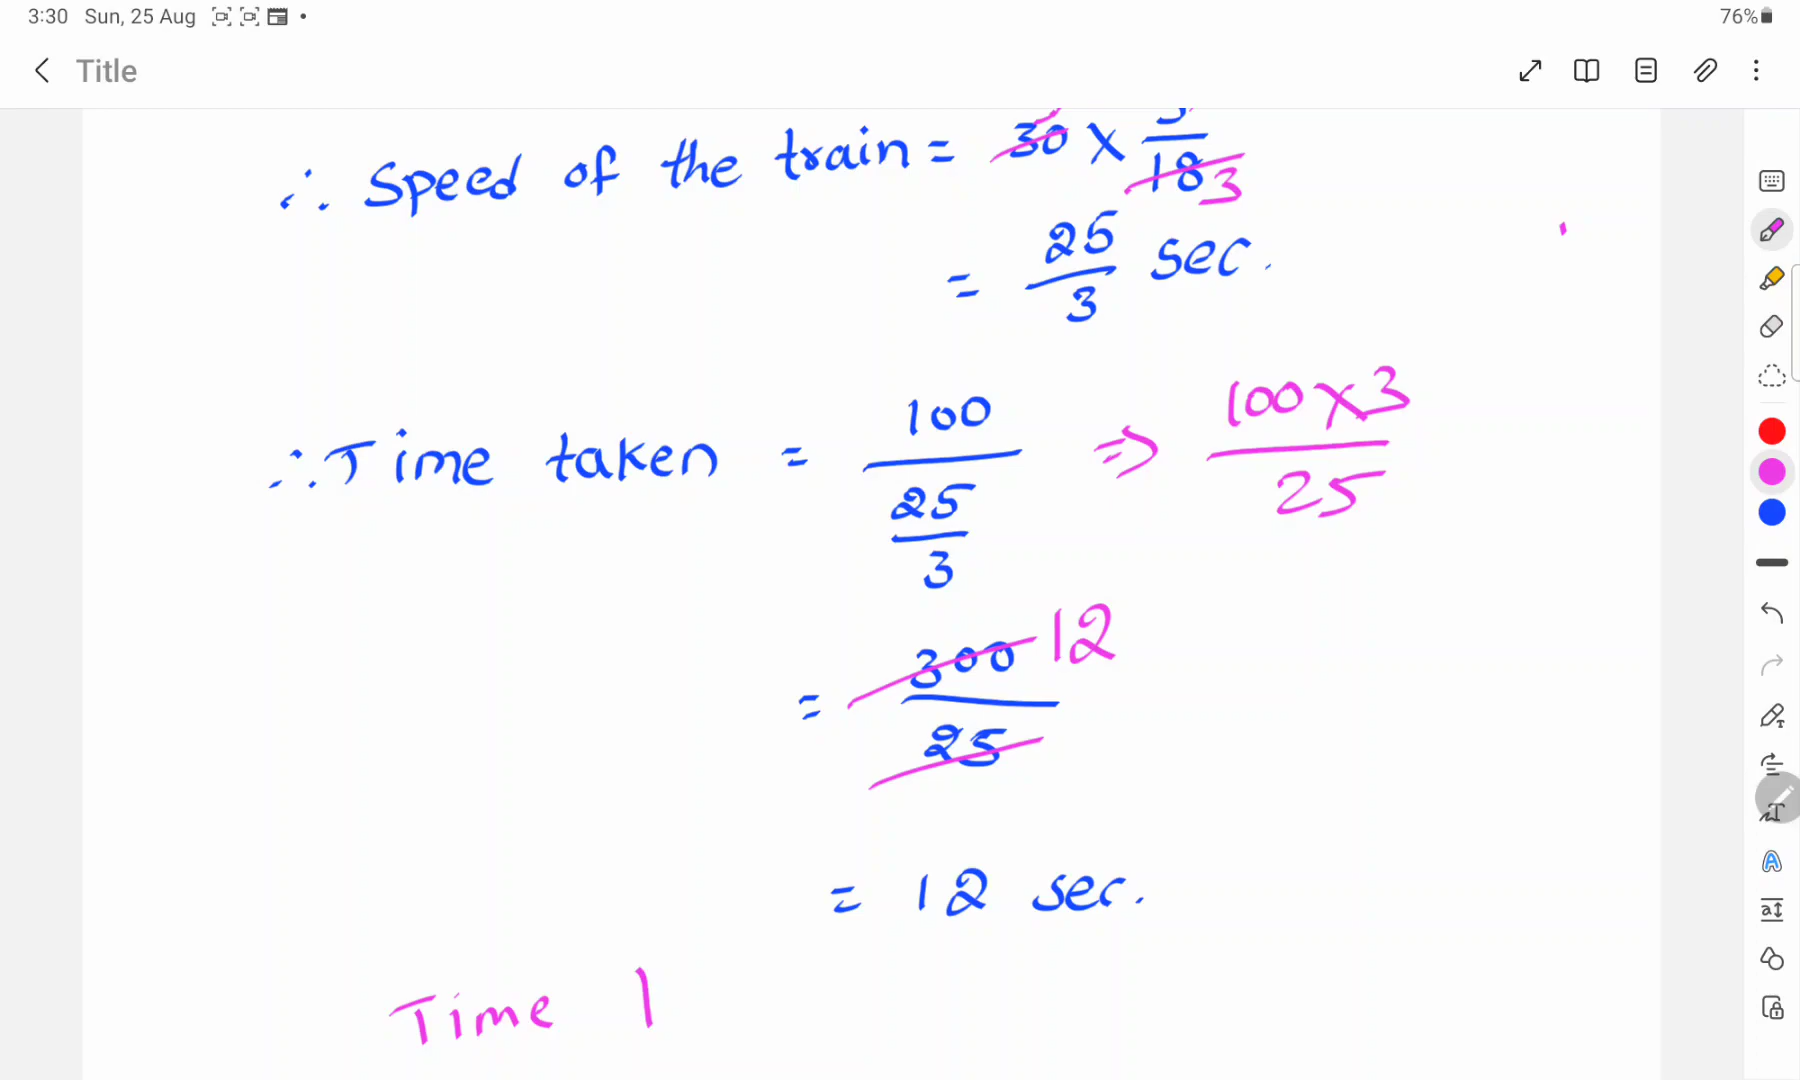 3:30 Sun, 25 Aug
76%
Title
∴ Speed of the train = 30 × 5/18 3
= 25/3 sec.
∴ Time taken = 100/(25/3) => 100 × 3/25
= 300/25 12
= 12 sec.
Time